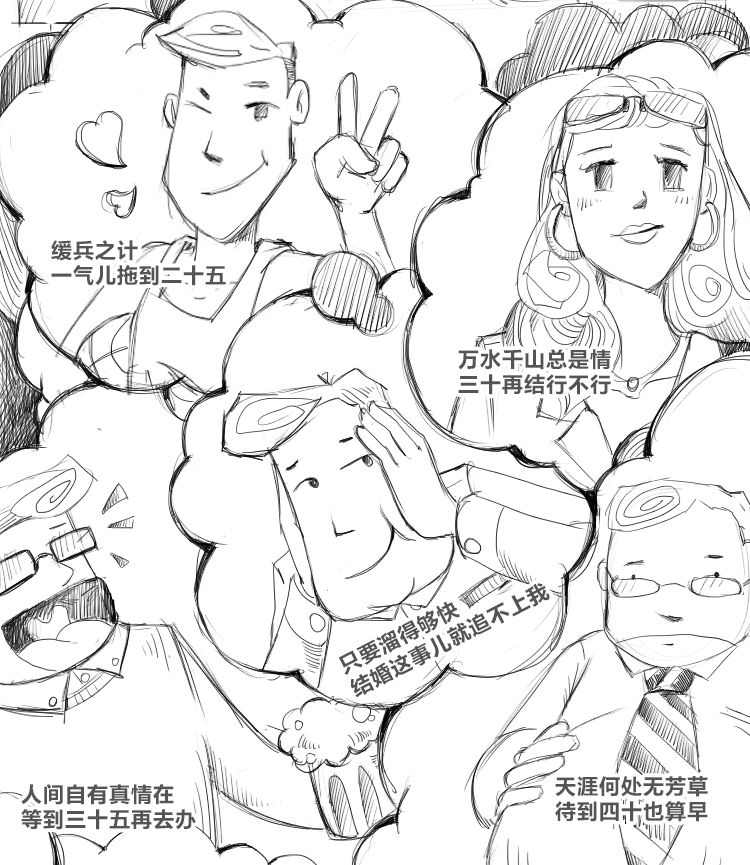 缓兵之计
一气儿拖到二十五
万水千山总是情
三十再结行不行
只要溜得够快
结婚这事儿就追不上我
人间自有真情在
等到三十五再去办
天涯何处无芳草
待到四十也算早